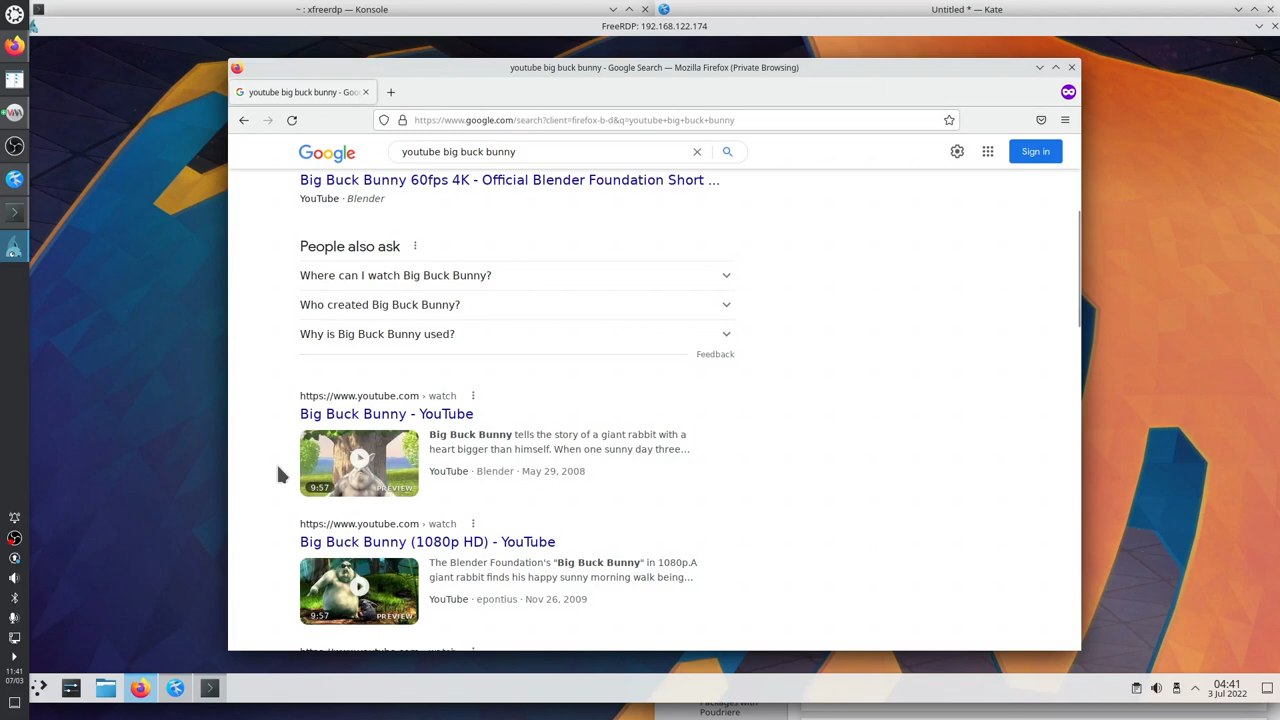 ~ : xfreerdp — Konsole
Untitled * — Kate
FreeRDP: 192.168.122.174
youtube big buck bunny - Google Search — Mozilla Firefox (Private Browsing)
youtube big buck bunny - Goo
https://www.google.com/search?client=firefox-b-d&q=youtube+big+buck+bunny
Google
youtube big buck bunny
Sign in
Big Buck Bunny 60fps 4K - Official Blender Foundation Short ...
YouTube · Blender
People also ask
Where can I watch Big Buck Bunny?
Who created Big Buck Bunny?
Why is Big Buck Bunny used?
Feedback
https://www.youtube.com › watch
Big Buck Bunny - YouTube
Big Buck Bunny tells the story of a giant rabbit with a
heart bigger than himself. When one sunny day three...
YouTube · Blender · May 29, 2008
9:57
PREVIEW
https://www.youtube.com › watch
Big Buck Bunny (1080p HD) - YouTube
The Blender Foundation's "Big Buck Bunny" in 1080p.A
giant rabbit finds his happy sunny morning walk being...
YouTube · epontius · Nov 26, 2009
9:57
PREVIEW
https://www.youtube.com › watch
11:41
07/03
04:41
3 Jul 2022
Packages with
Poudriere